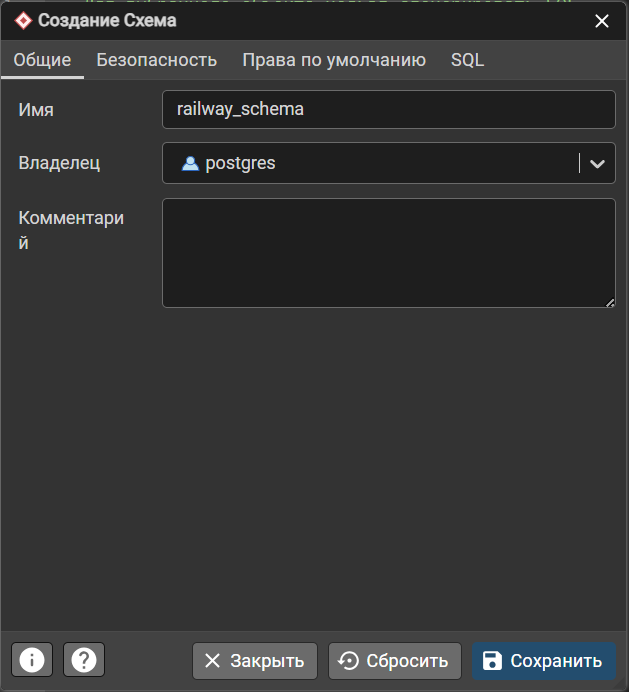 Создание Схема
Общие Безопасность Права по умолчанию SQL
Имя railway_schema
Владелец postgres
Комментари
й
Закрыть Сбросить Сохранить